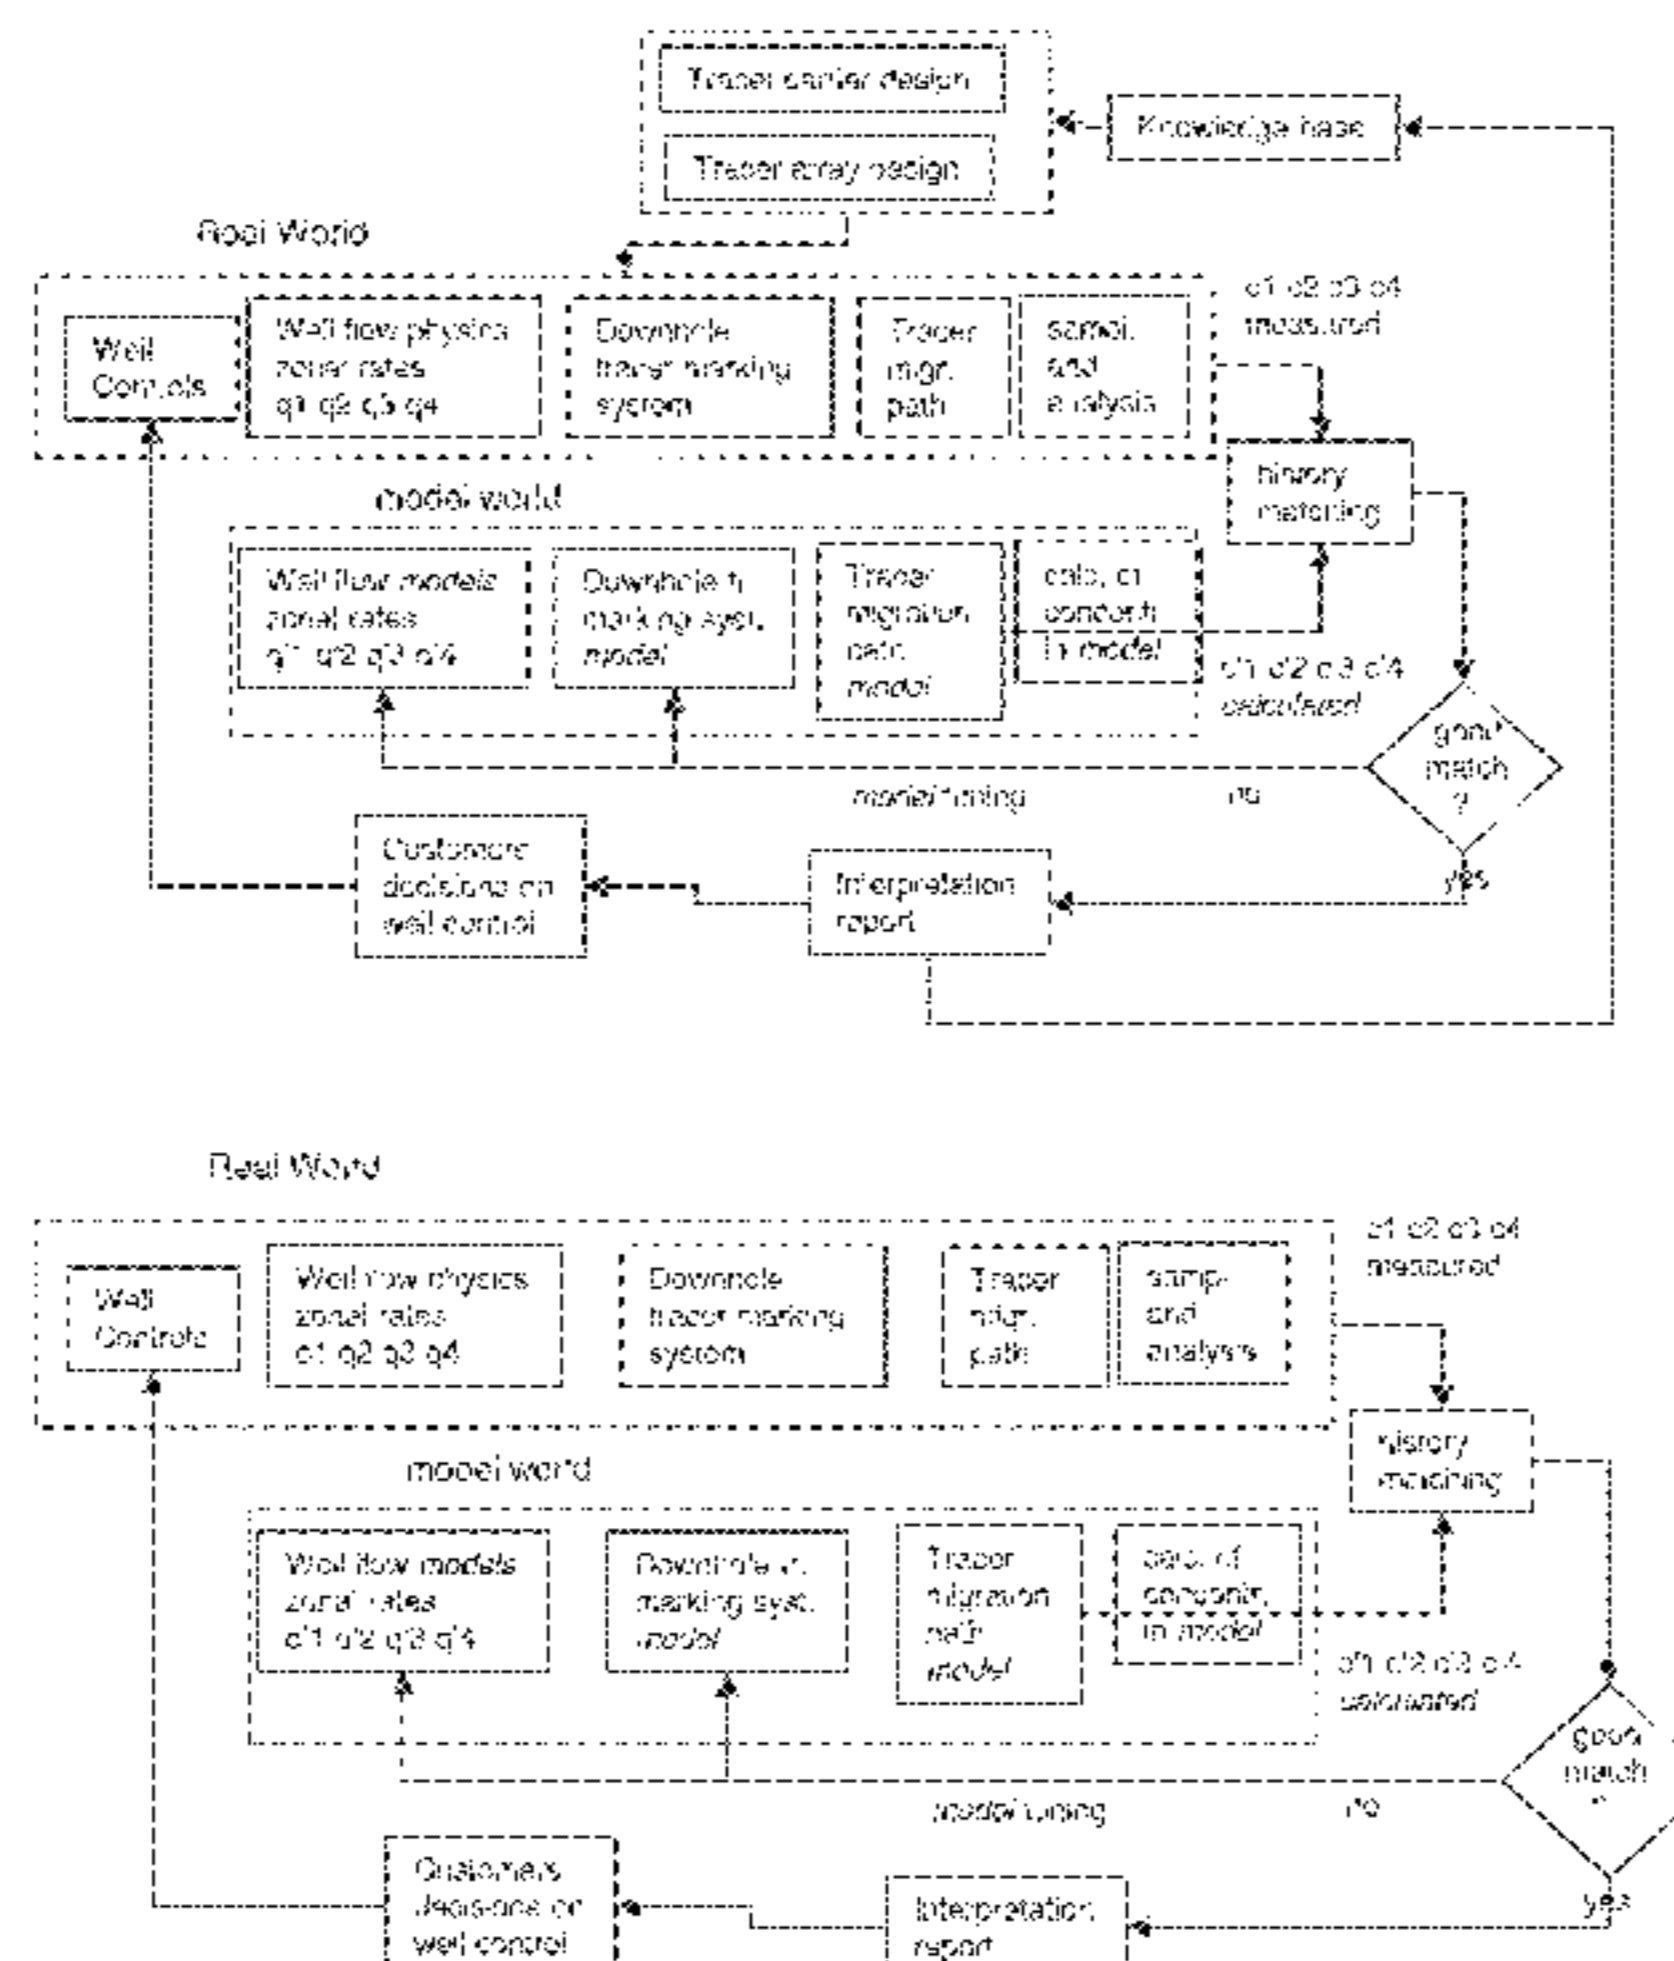 Tracer carrier design
Knowledge base
Tracer array design
Real World
c1 c2 c3 c4
measured
Well
Controls
Well flow physics
zonal rates
q1 q2 q3 q4
Downhole
tracer marking
system
Tracer
migr.
path
sampl.
and
analysis
history
matching
model world
Well flow models
zonal rates
q'1 q'2 q'3 q'4
Downhole tr.
marking syst.
model
Tracer
migration
path
model
calc. of
concentr.
in model
c'1 c'2 c'3 c'4
calculated
good
match
?
model tuning
no
yes
Customers
decisions on
well control
Interpretation
report
Real World
c1 c2 c3 c4
measured
Well
Controls
Well flow physics
zonal rates
q1 q2 q3 q4
Downhole
tracer marking
system
Tracer
migr.
path
samp.
and
analysis
history
matching
model world
Well flow models
zonal rates
q'1 q'2 q'3 q'4
Downhole tr.
marking syst.
model
Tracer
migration
path
model
calc. of
concentr.
in model
c'1 c'2 c'3 c'4
calculated
good
match
model tuning
no
yes
Customers
decisions on
well control
Interpretation
report